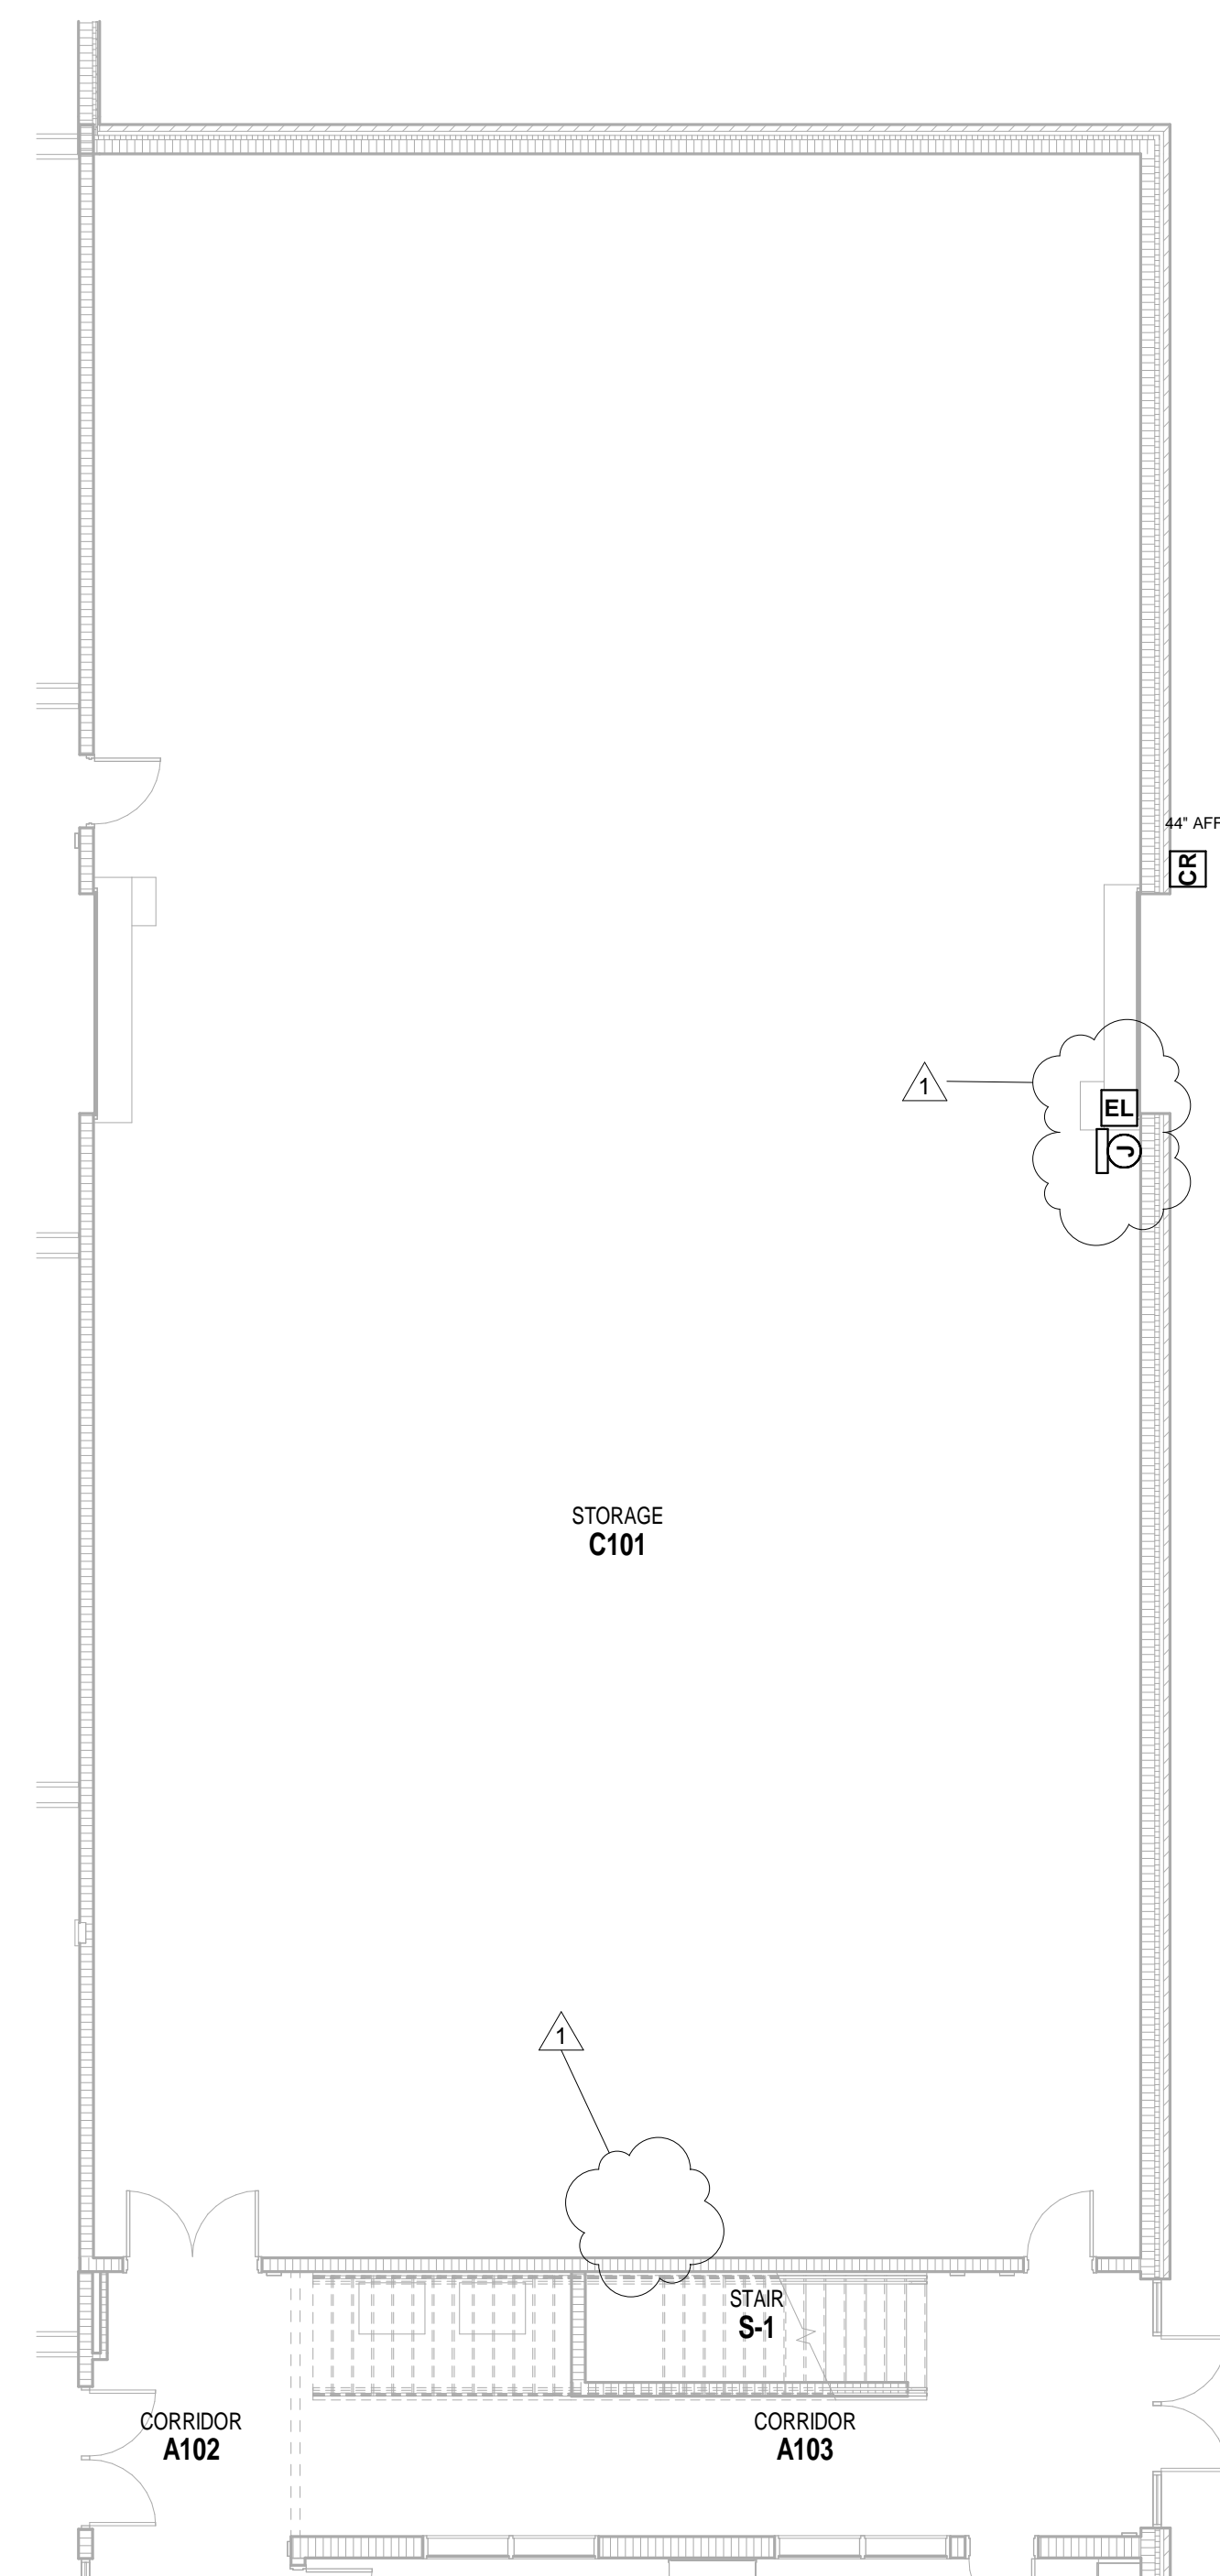 44" AFF
CR
1
EL
J
STORAGE
C101
1
STAIR
S-1
CORRIDOR
A102
CORRIDOR
A103